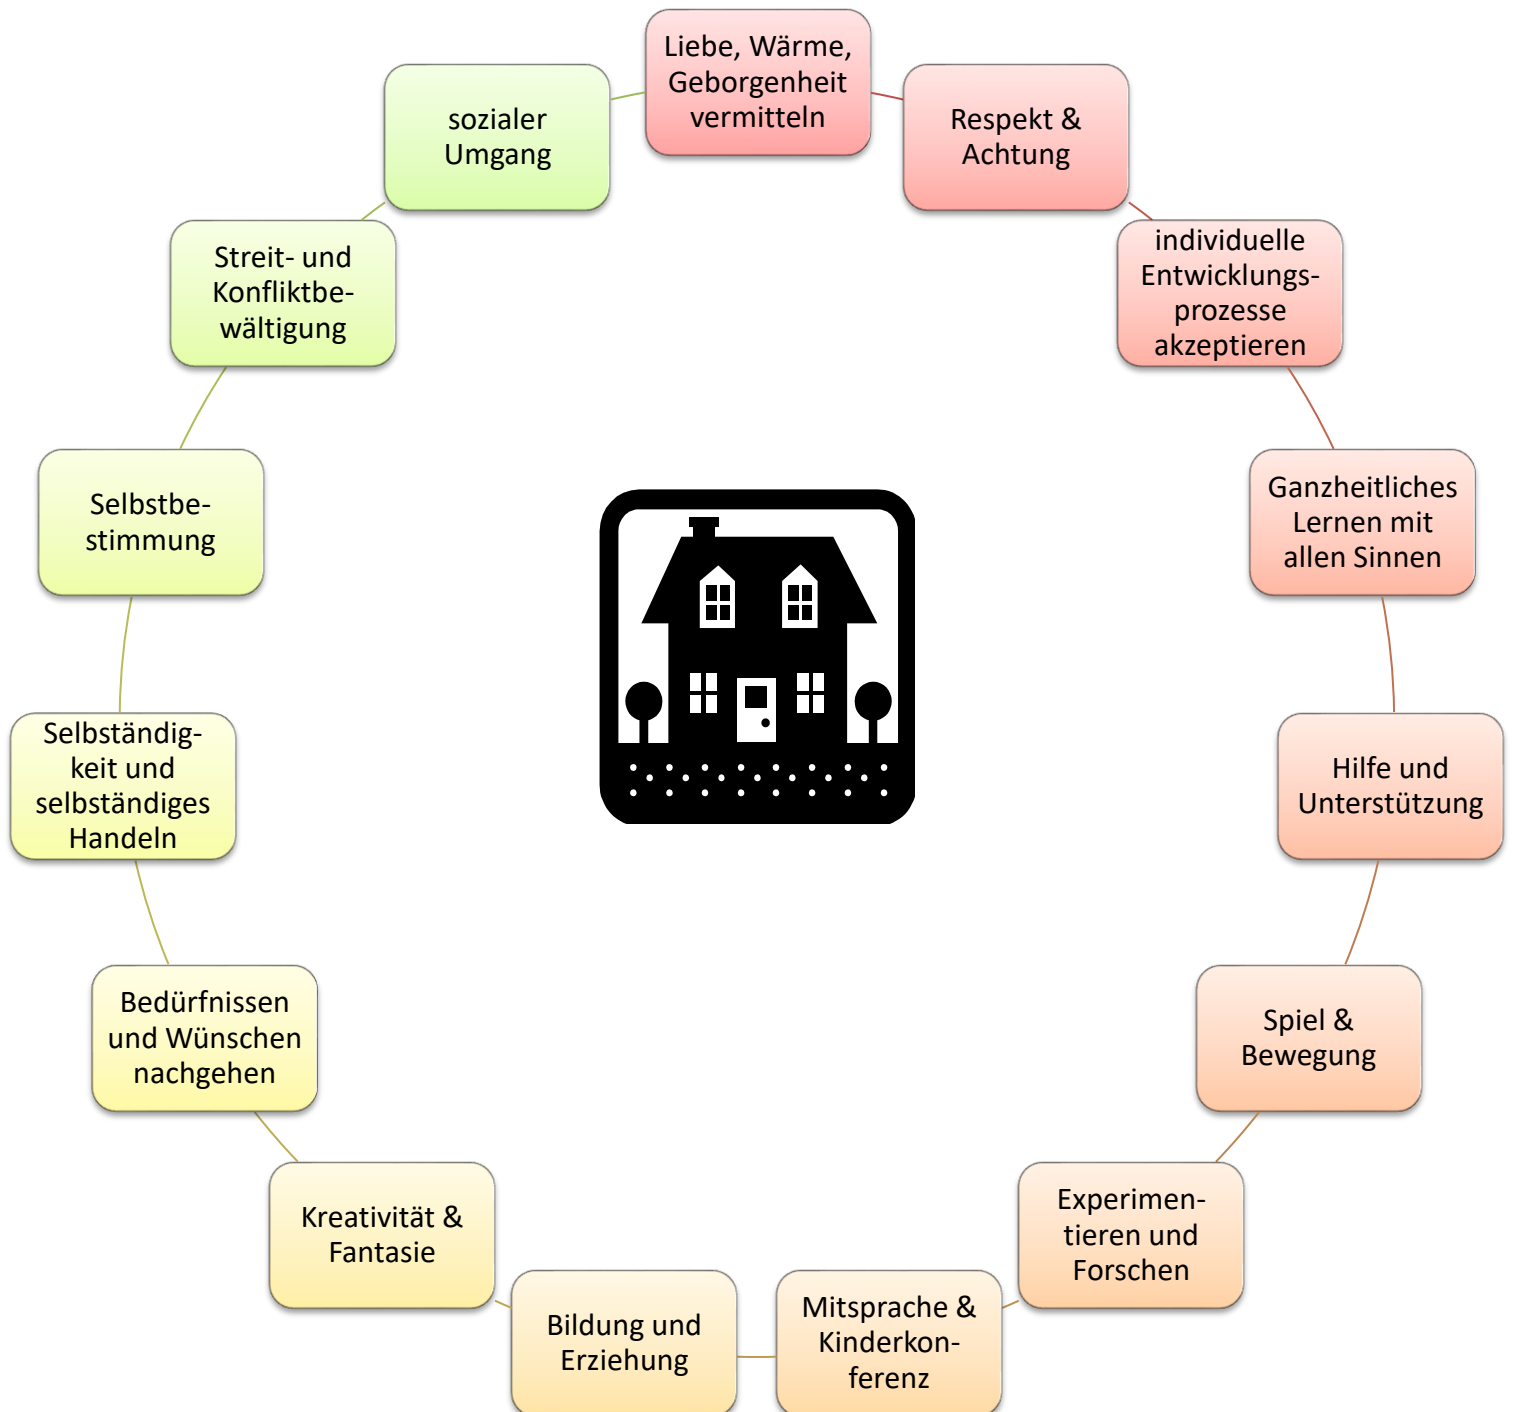 Liebe, Wärme,
Geborgenheit
vermitteln
Respekt &
Achtung
individuelle
Entwicklungs-
prozesse
akzeptieren
Ganzheitliches
Lernen mit
allen Sinnen
Hilfe und
Unterstützung
Spiel &
Bewegung
Experimen-
tieren und
Forschen
Mitsprache &
Kinderkon-
ferenz
Bildung und
Erziehung
Kreativität &
Fantasie
Bedürfnissen
und Wünschen
nachgehen
Selbständig-
keit und
selbständiges
Handeln
Selbstbe-
stimmung
Streit- und
Konfliktbe-
wältigung
sozialer
Umgang